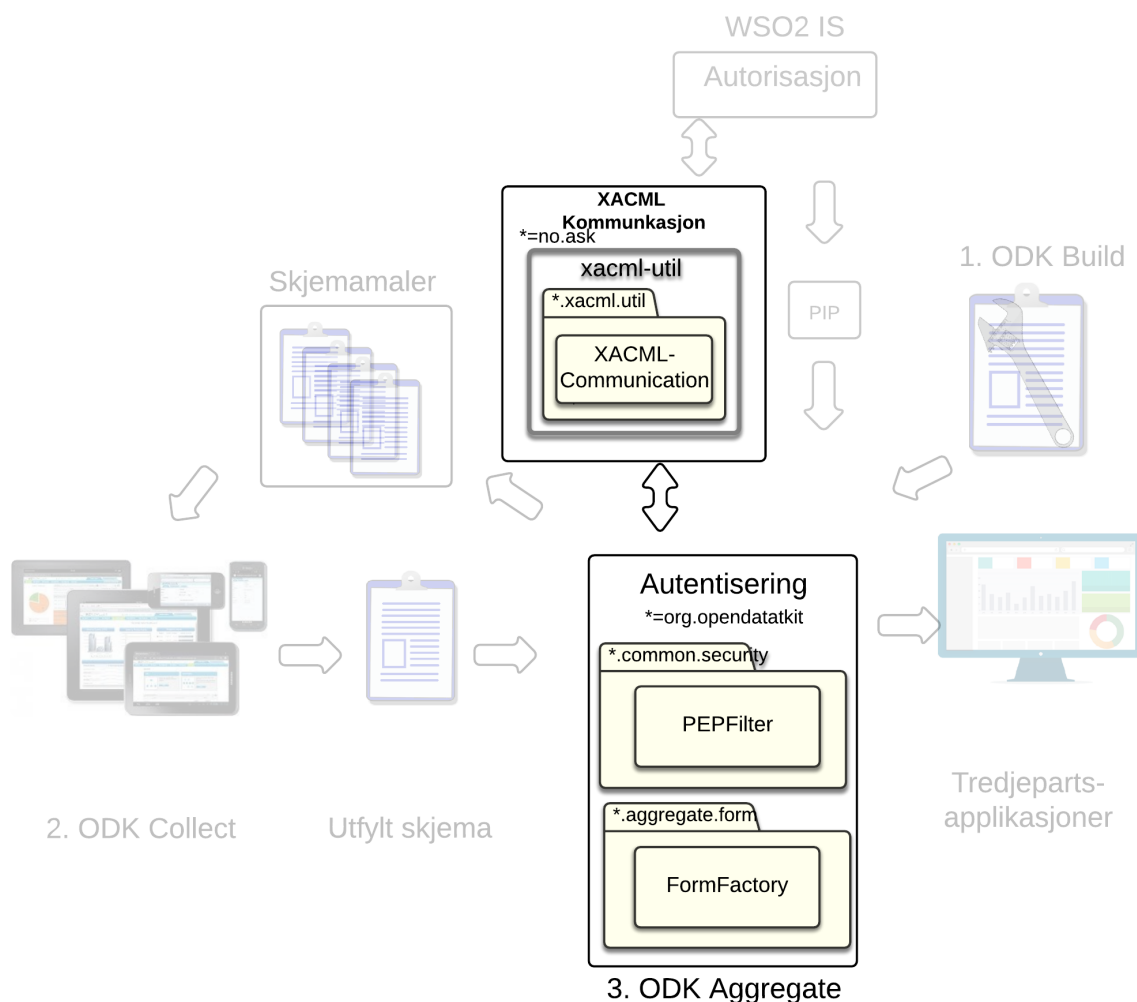 WSO2 IS
Autorisasjon
XACML
Kommunkasjon
*=no.ask
xacml-util
*.xacml.util
XACML-
Communication
PIP
1. ODK Build
Skjemamaler
Autentisering
*=org.opendatatkit
*.common.security
PEPFilter
*.aggregate.form
FormFactory
3. ODK Aggregate
2. ODK Collect
Utfylt skjema
Tredjeparts-
applikasjoner